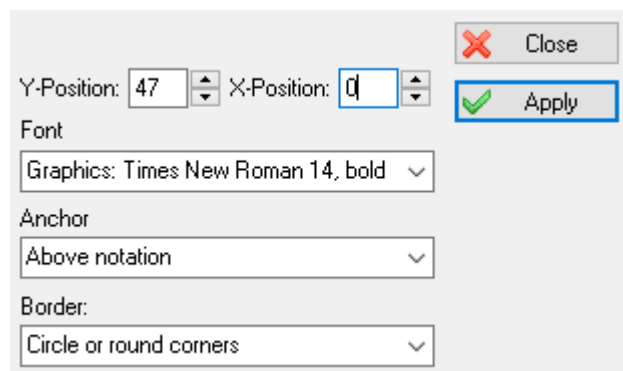 Close
Y-Position: 47 X-Position: 0
Apply
Font
Graphics: Times New Roman 14, bold
Anchor
Above notation
Border:
Circle or round corners